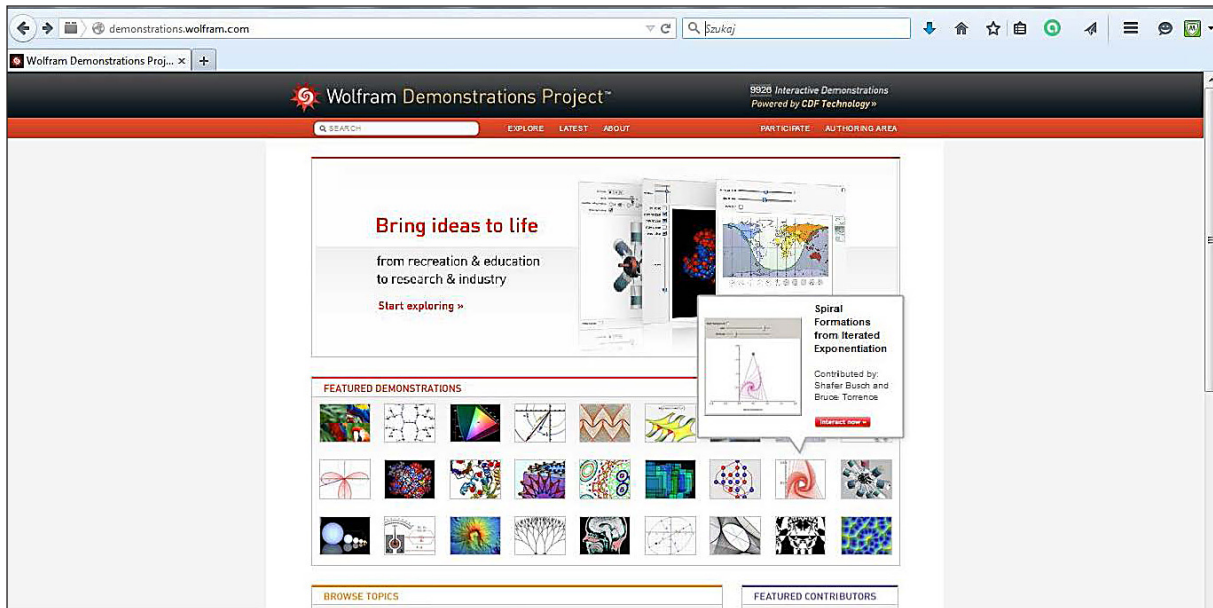 demonstrations.wolfram.com
Szukaj
Wolfram Demonstrations Proj...
Wolfram Demonstrations Project™
9926 Interactive Demonstrations
Powered by CDF Technology »
SEARCH
EXPLORE LATEST ABOUT
PARTICIPATE AUTHORING AREA
Bring ideas to life
from recreation & education
to research & industry
Start exploring »
Spiral
Formations
from Iterated
Exponentiation
Contributed by:
Shafer Busch and
Bruce Torrence
Interact now »
FEATURED DEMONSTRATIONS
BROWSE TOPICS
FEATURED CONTRIBUTORS